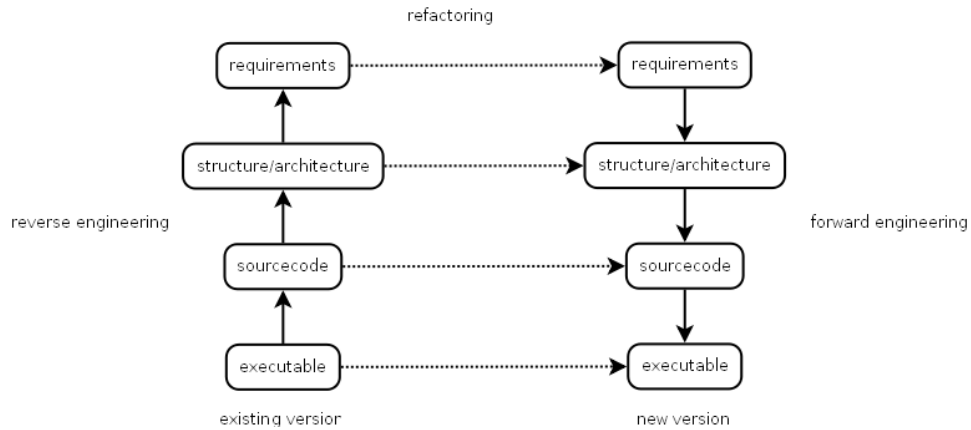 refactoring
requirements
requirements
structure/architecture
structure/architecture
reverse engineering
forward engineering
sourcecode
sourcecode
executable
executable
existing version
new version